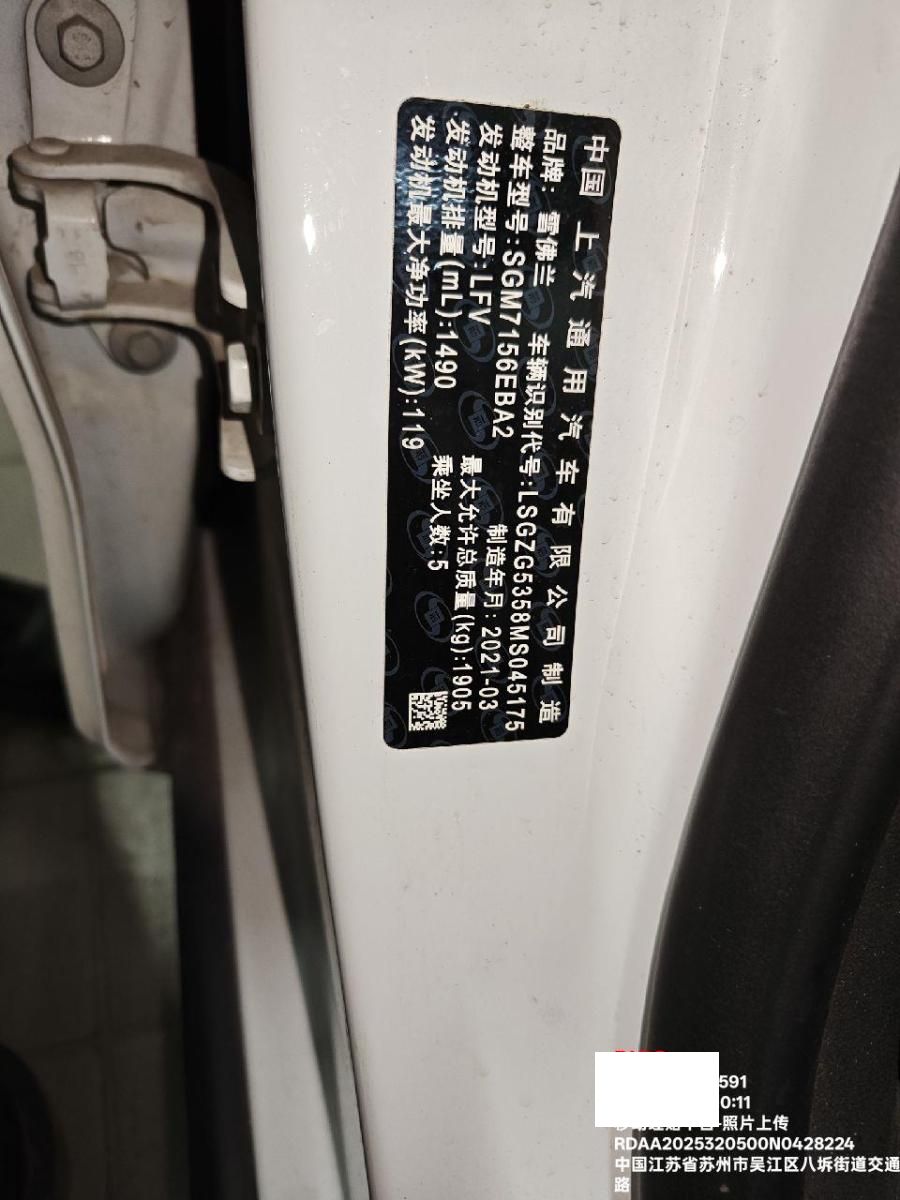 中国 上汽通用汽车有限公司制造
品牌: 雪佛兰 车辆识别代号:LSGZG5358MS045175
整车型号:SGM7156EBA2
发动机型号:LFV 制造年月: 2021-03
发动机排量(mL):1490 最大允许总质量(kg):1905
发动机最大净功率(kW):119 乘坐人数:5
591
0:11
-照片上传
RDAA2025320500N0428224
中国江苏省苏州市吴江区八坼街道交通
路